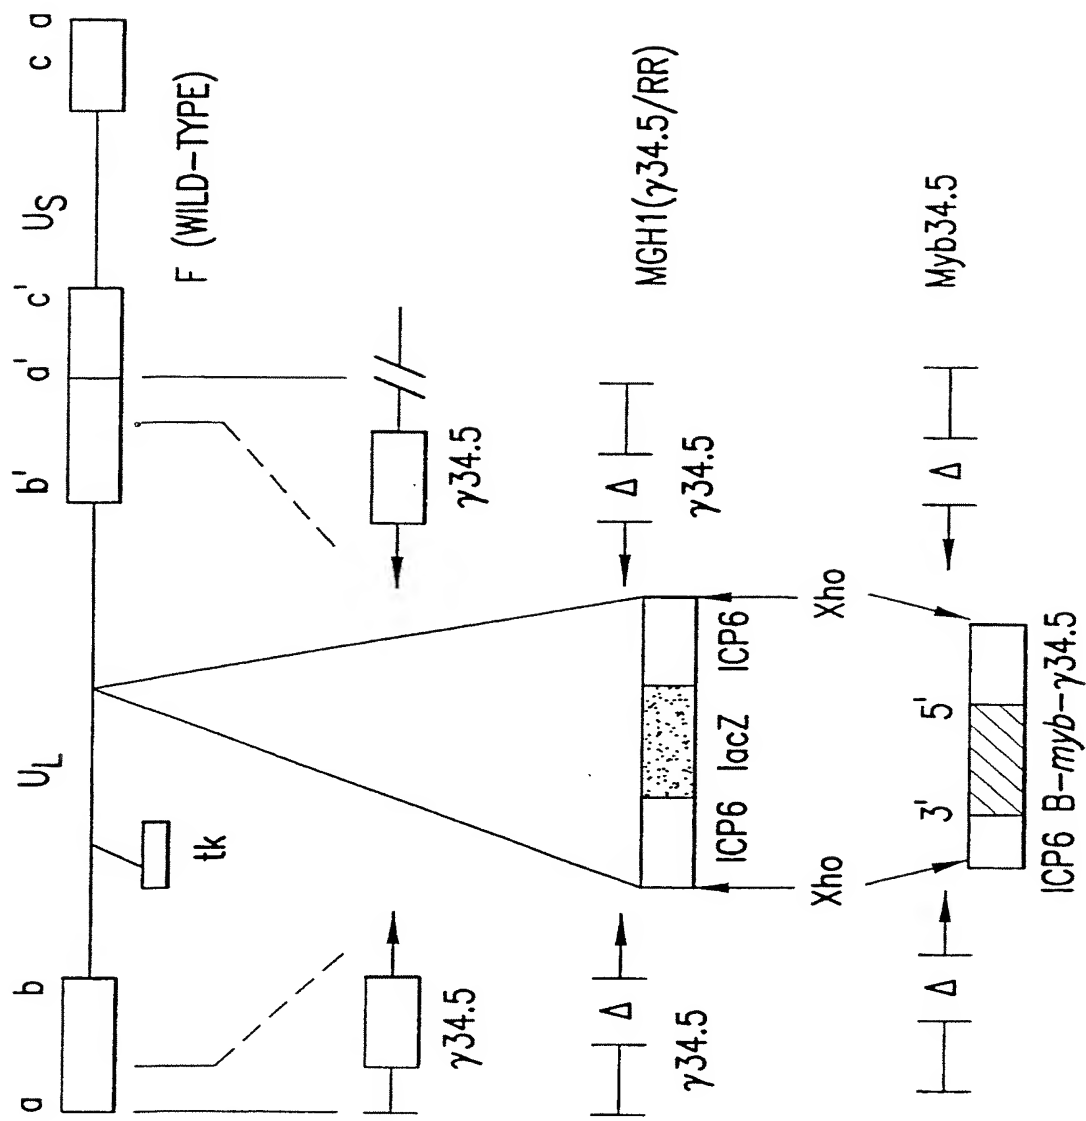 a b U_L b' a' c' U_S c a
tk
F (WILD-TYPE)
γ34.5 γ34.5
Δ Δ
γ34.5 γ34.5 MGH1(γ34.5/RR)
ICP6 lacZ ICP6
Xho Xho
Δ Δ Myb34.5
3' 5'
ICP6 B-myb-γ34.5